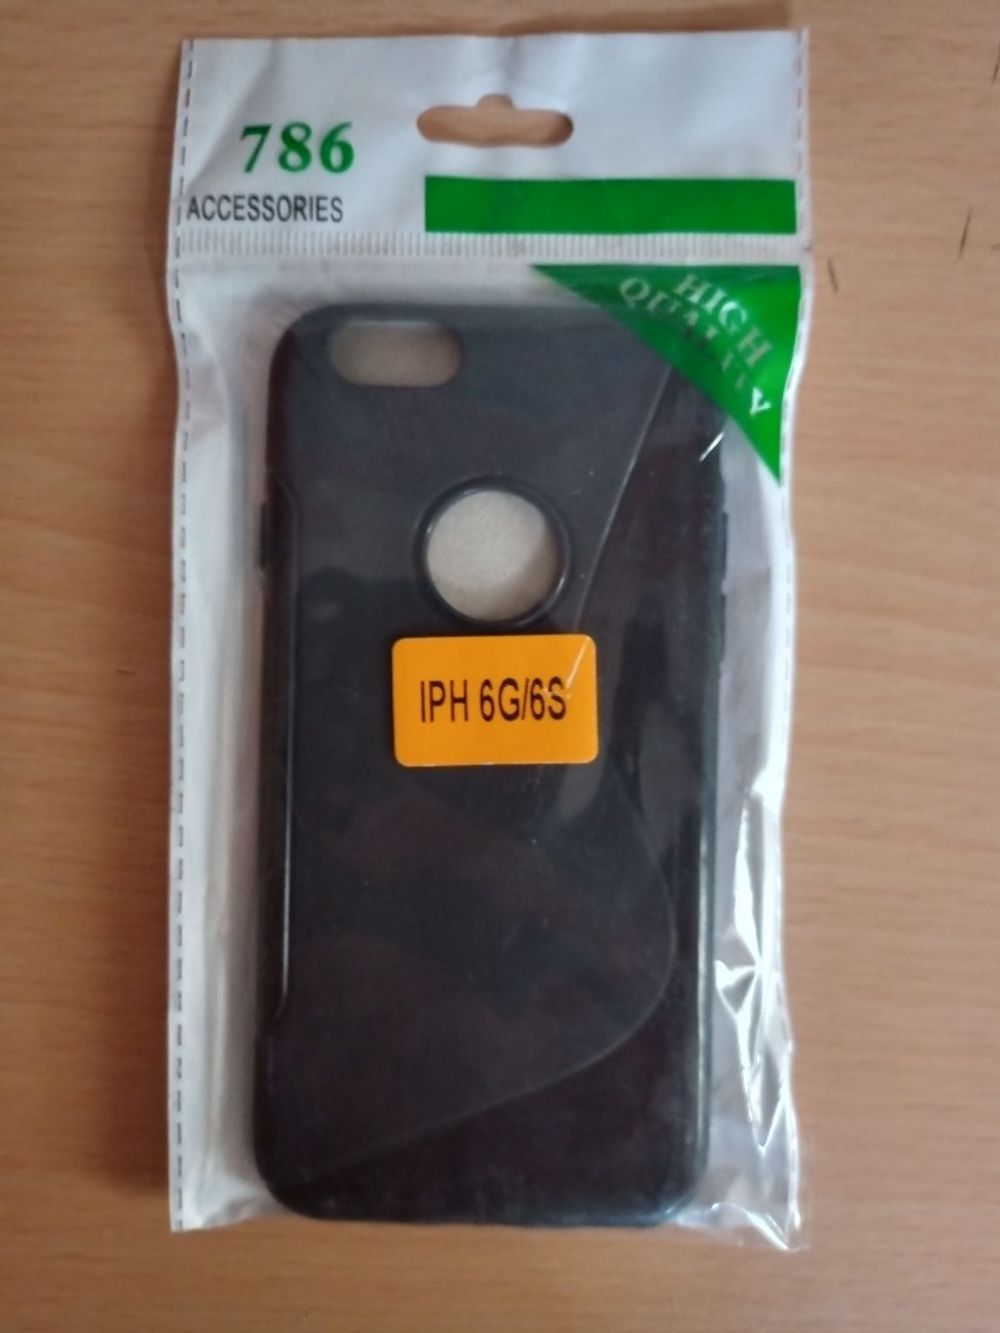 786
ACCESSORIES
HIGH
QUALITY
IPH 6G/6S